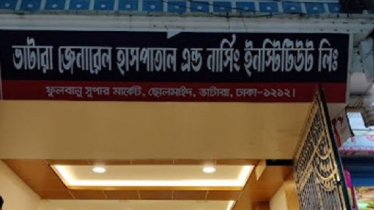 ভাটারা জেনারেল হাসপাতাল এন্ড নার্সিং ইনস্টিটিউট লিঃ
ফুলবানু সুপার মার্কেট, ছোলমাইদ, ভাটারা, ঢাকা-১২১২।